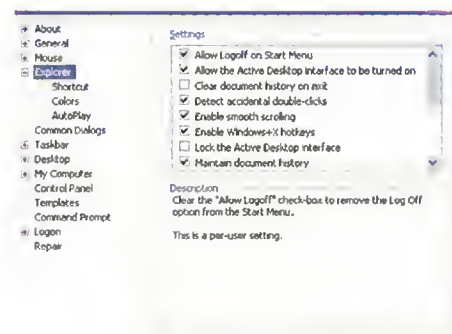 About
General
Mouse
Explorer
Shortcut
Colors
AutoPlay
Common Dialogs
Taskbar
Desktop
My Computer
Control Panel
Templates
Command Prompt
Logon
Repair
Settings
Allow Logoff on Start Menu
Allow the Active Desktop interface to be turned on
Clear document history on exit
Detect accidental double-clicks
Enable smooth scrolling
Enable Windows+X hotkeys
Lock the Active Desktop interface
Maintain document history
Description
Clear the "Allow Logoff" check-box to remove the Log Off
option from the Start Menu.
This is a per-user setting.